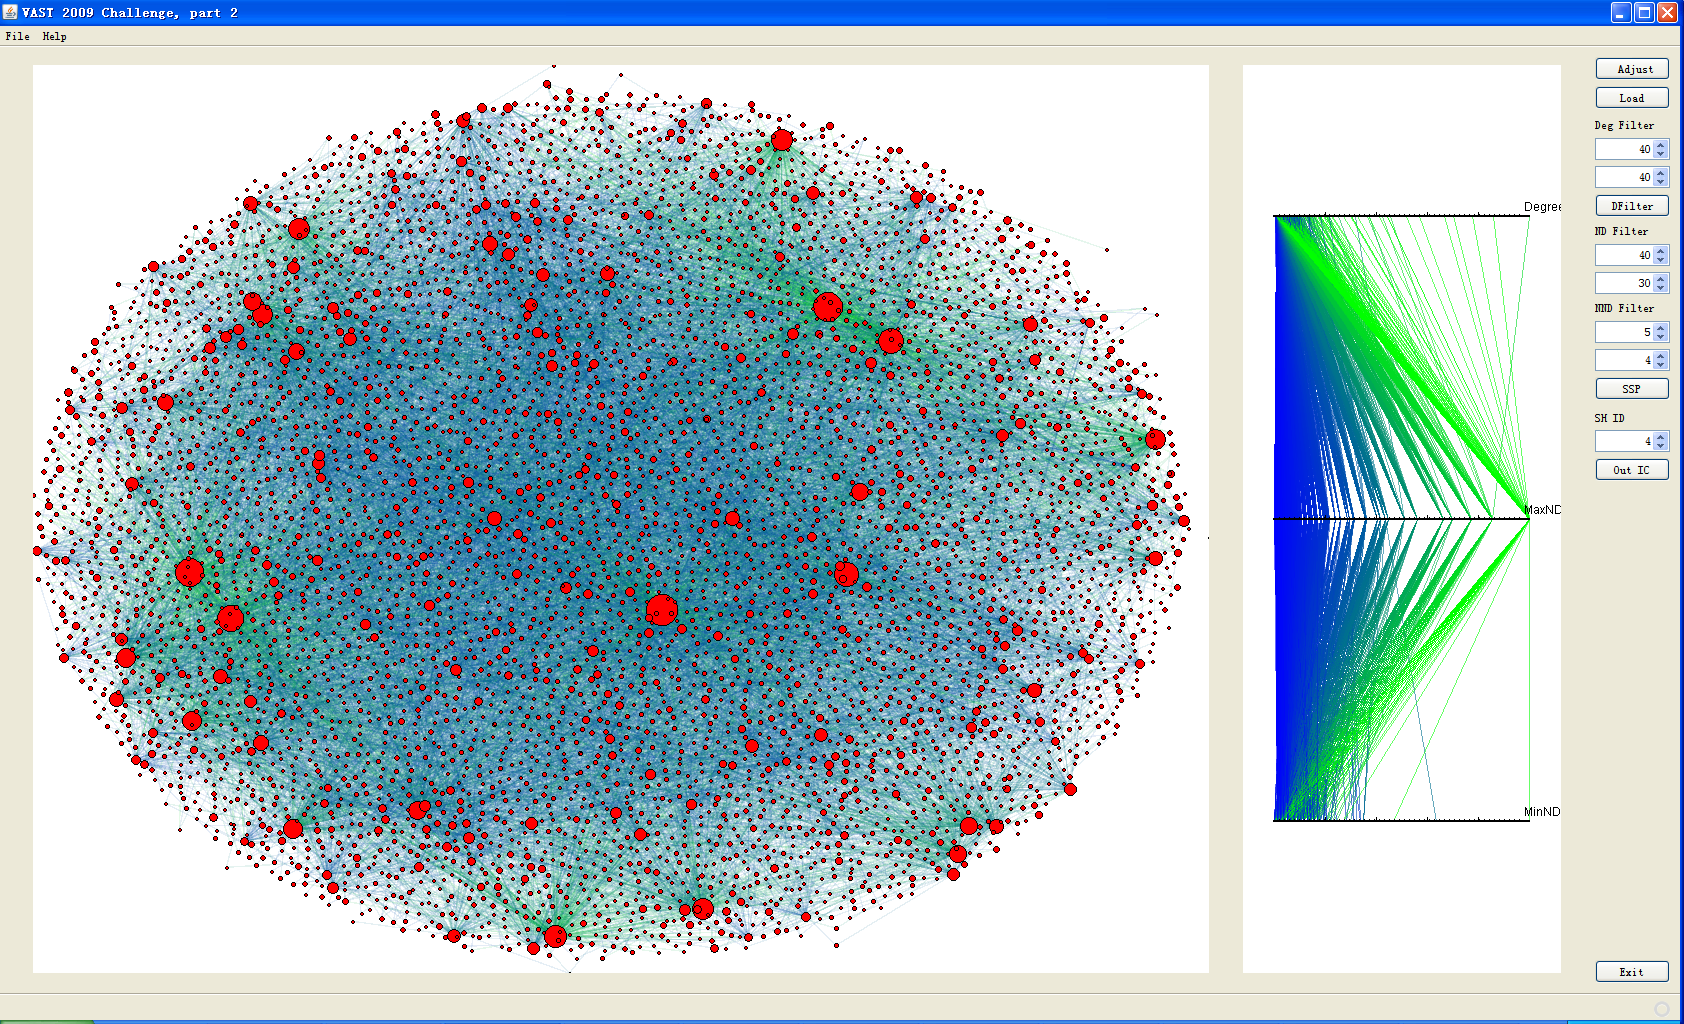 VAST 2009 Challenge, part 2
File Help
Adjust
Load
Deg Filter
40
40
DFilter
ND Filter
40
30
NND Filter
5
4
SSP
SH ID
4
Out IC
Exit
Degree
MaxND
MinND